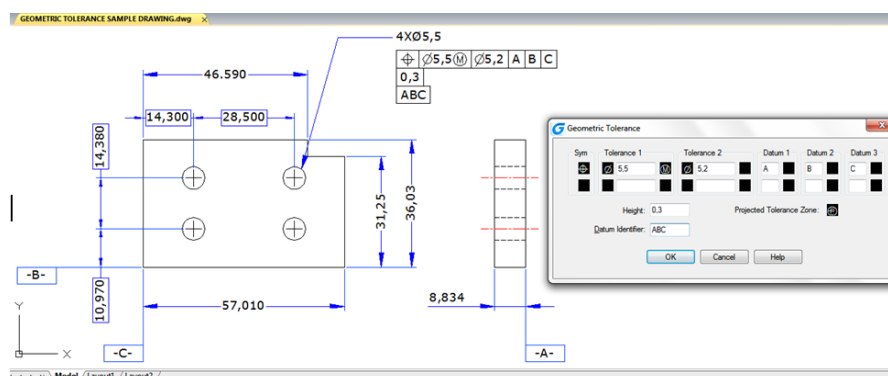 GEOMETRIC TOLERANCE SAMPLE DRAWING.dwg
4XØ5,5
⌖ Ø5,5Ⓜ Ø5,2 A B C
0,3
ABC
46.590
14,300 28,500
14,380
10,970
31,25
36,03
57,010
8,834
-B-
-C-
-A-
Y
X
Geometric Tolerance
Sym Tolerance 1 Tolerance 2 Datum 1 Datum 2 Datum 3
⌖ Ø 5,5 Ⓜ Ø 5,2 A B C
Height: 0,3 Projected Tolerance Zone: Ⓟ
Datum Identifier: ABC
OK Cancel Help
Model Layout1 Layout2